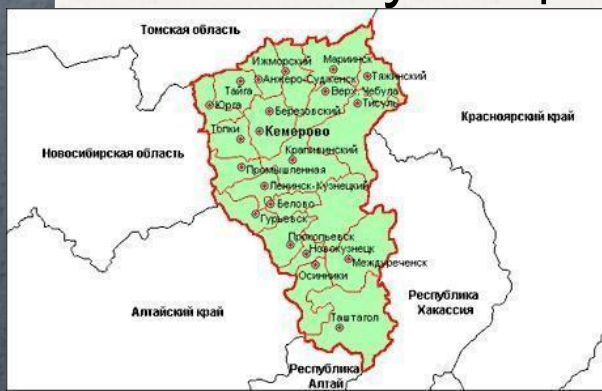 Томская область
Ижморский
Мариинск
Тяжинский
Анжеро-Судженск
Тайга
Верх. Чебула
Тисуль
Юрга
Березовский
Красноярский край
Топки
Кемерово
Новосибирская область
Крапивинский
Промышленная
Ленинск-Кузнецкий
Белово
Гурьевск
Прокопьевск
Новокузнецк
Междуреченск
Осинники
Алтайский край
Республика
Хакассия
Таштагол
Республика
Алтай